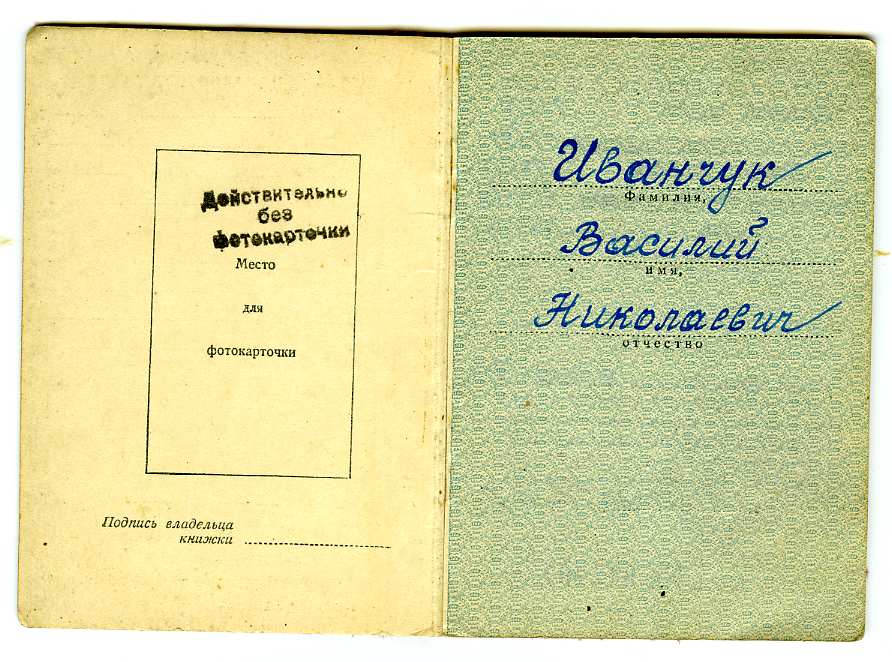 Действительно
без
фотокарточки
Место
для
фотокарточки
Подпись владельца
книжки
Иванчук
Фамилия,
Василий
имя,
Николаевич
отчество